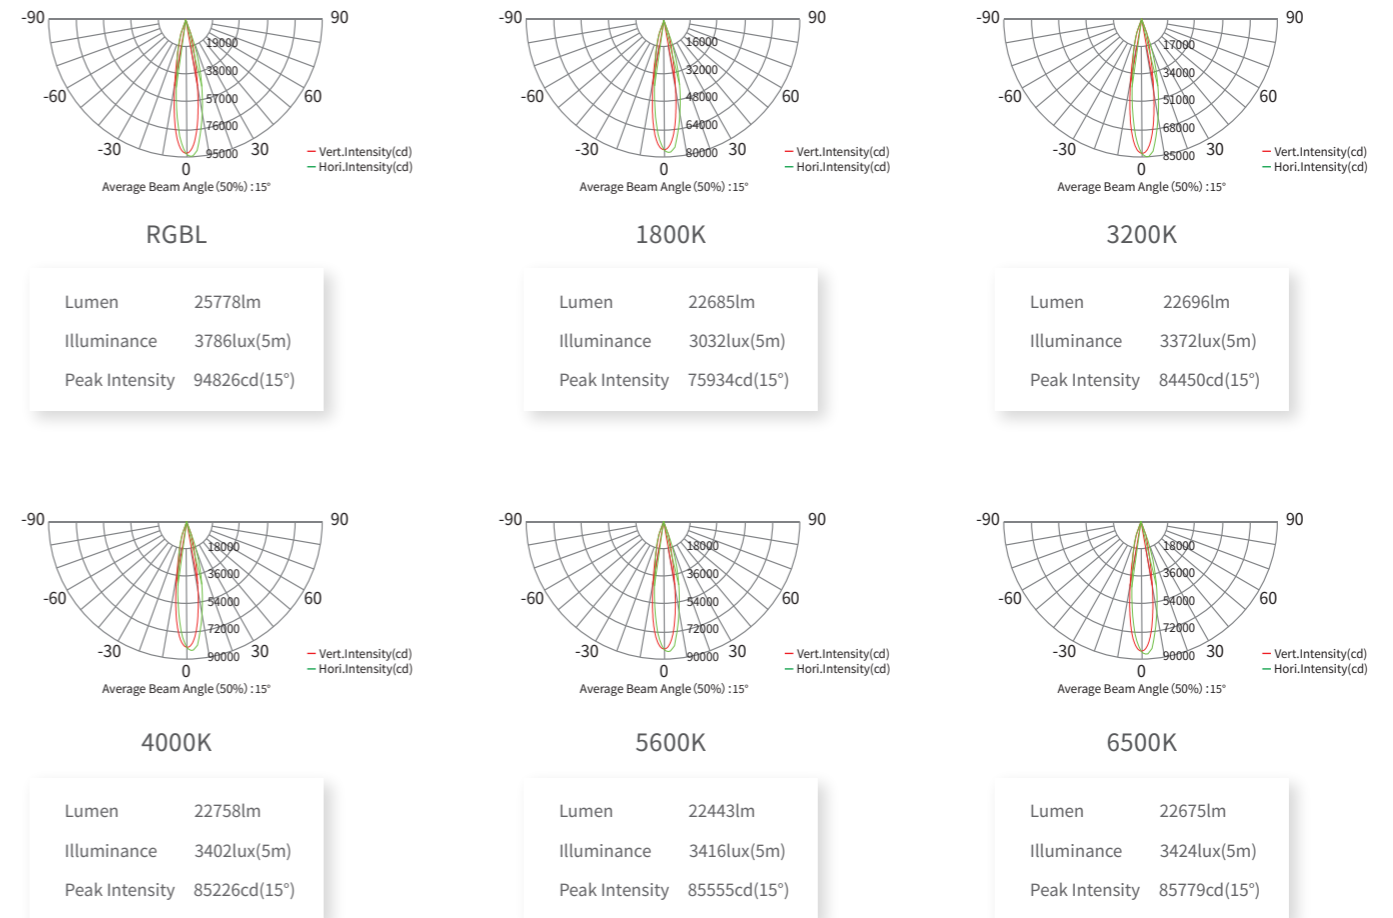 -90 90
19000
38000
-60 57000 60
76000
-30 95000 30
0
Vert.Intensity(cd)
Hori.Intensity(cd)
Average Beam Angle (50%) : 15°
RGBL
Lumen 25778lm
Illuminance 3786lux(5m)
Peak Intensity 94826cd(15°)
-90 90
16000
32000
-60 48000 60
64000
-30 80000 30
0
Vert.Intensity(cd)
Hori.Intensity(cd)
Average Beam Angle (50%) : 15°
1800K
Lumen 22685lm
Illuminance 3032lux(5m)
Peak Intensity 75934cd(15°)
-90 90
17000
34000
-60 51000 60
68000
-30 85000 30
0
Vert.Intensity(cd)
Hori.Intensity(cd)
Average Beam Angle (50%) : 15°
3200K
Lumen 22696lm
Illuminance 3372lux(5m)
Peak Intensity 84450cd(15°)
-90 90
18000
36000
-60 54000 60
72000
-30 90000 30
0
Vert.Intensity(cd)
Hori.Intensity(cd)
Average Beam Angle (50%) : 15°
4000K
Lumen 22758lm
Illuminance 3402lux(5m)
Peak Intensity 85226cd(15°)
-90 90
18000
36000
-60 54000 60
72000
-30 90000 30
0
Vert.Intensity(cd)
Hori.Intensity(cd)
Average Beam Angle (50%) : 15°
5600K
Lumen 22443lm
Illuminance 3416lux(5m)
Peak Intensity 85555cd(15°)
-90 90
18000
36000
-60 54000 60
72000
-30 90000 30
0
Vert.Intensity(cd)
Hori.Intensity(cd)
Average Beam Angle (50%) : 15°
6500K
Lumen 22675lm
Illuminance 3424lux(5m)
Peak Intensity 85779cd(15°)